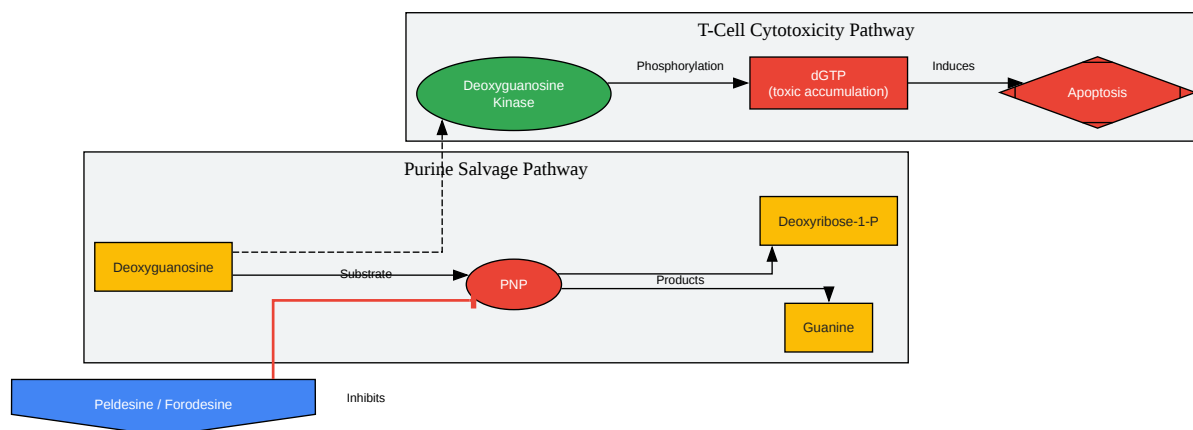 T-Cell Cytotoxicity Pathway
Deoxyguanosine
Kinase
Phosphorylation
dGTP
(toxic accumulation)
Induces
Apoptosis
Purine Salvage Pathway
Deoxyguanosine
Substrate
PNP
Products
Deoxyribose-1-P
Guanine
Peldesine / Forodesine
Inhibits